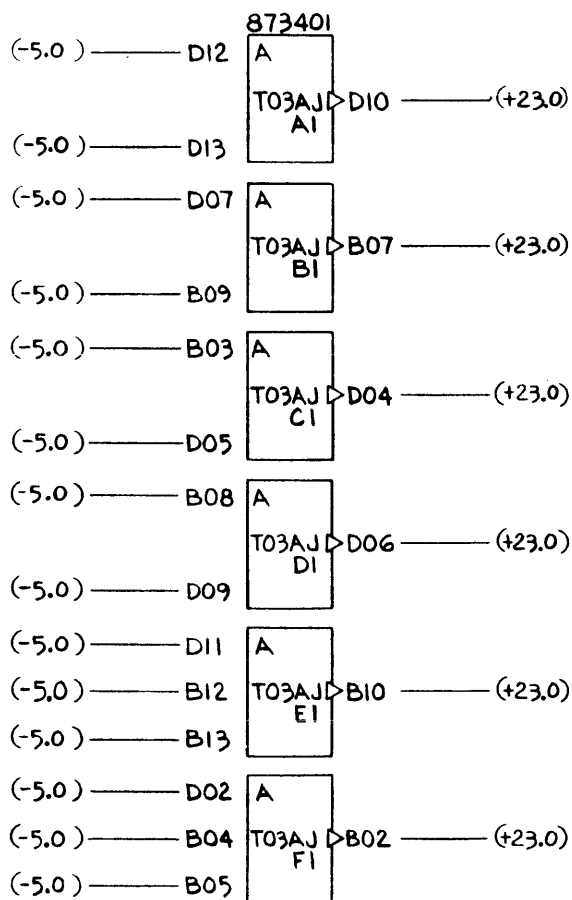 873401
(-5.0) D12 A
T03AJ D10 (+23.0)
A1
(-5.0) D13
(-5.0) D07 A
T03AJ B07 (+23.0)
B1
(-5.0) B09
(-5.0) B03 A
T03AJ D04 (+23.0)
C1
(-5.0) D05
(-5.0) B08 A
T03AJ D06 (+23.0)
D1
(-5.0) D09
(-5.0) D11 A
(-5.0) B12 T03AJ B10 (+23.0)
E1
(-5.0) B13
(-5.0) D02 A
(-5.0) B04 T03AJ B02 (+23.0)
F1
(-5.0) B05